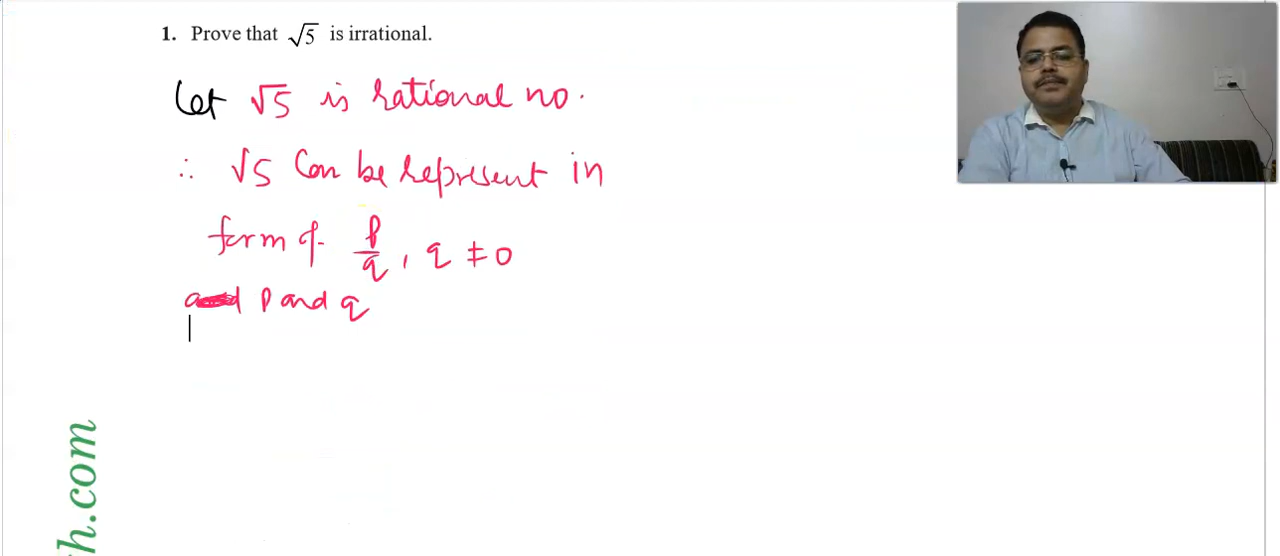 1. Prove that √5 is irrational.
Let √5 is rational no.
∴ √5 Can be represent in
form of p/q, q ≠ 0
p and q
th.com